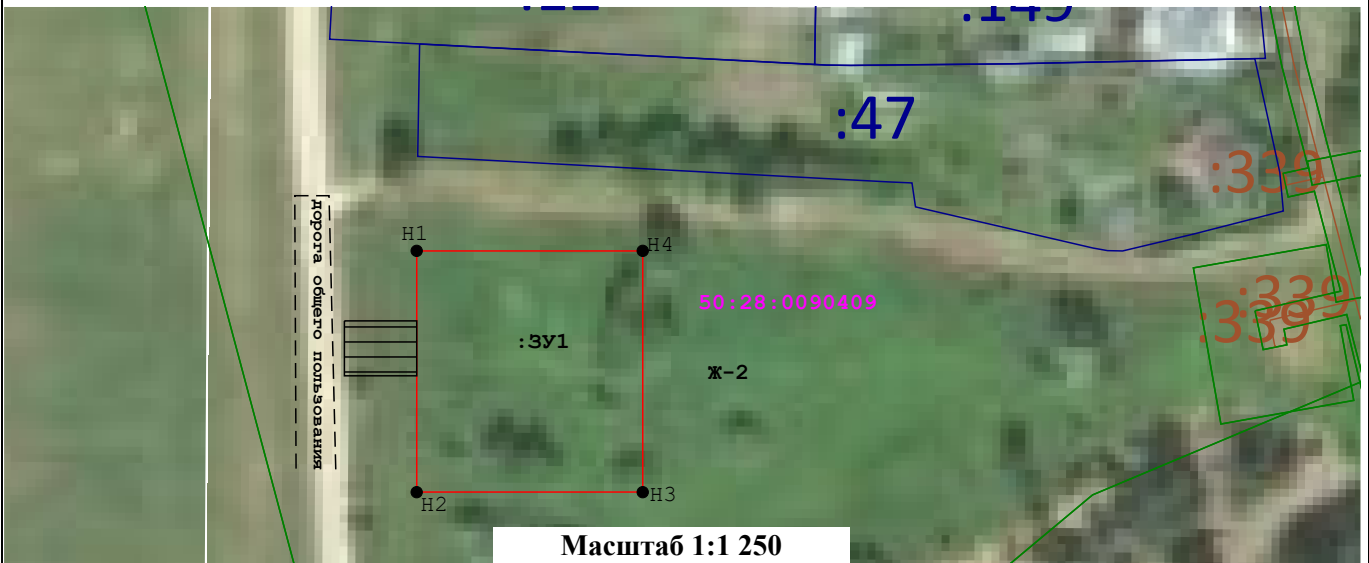 :149
:47
:339
дорога общего пользования
Н1
Н4
:339
50:28:0090409
:339
:ЗУ1
Ж-2
Н2
Н3
Масштаб 1:1 250